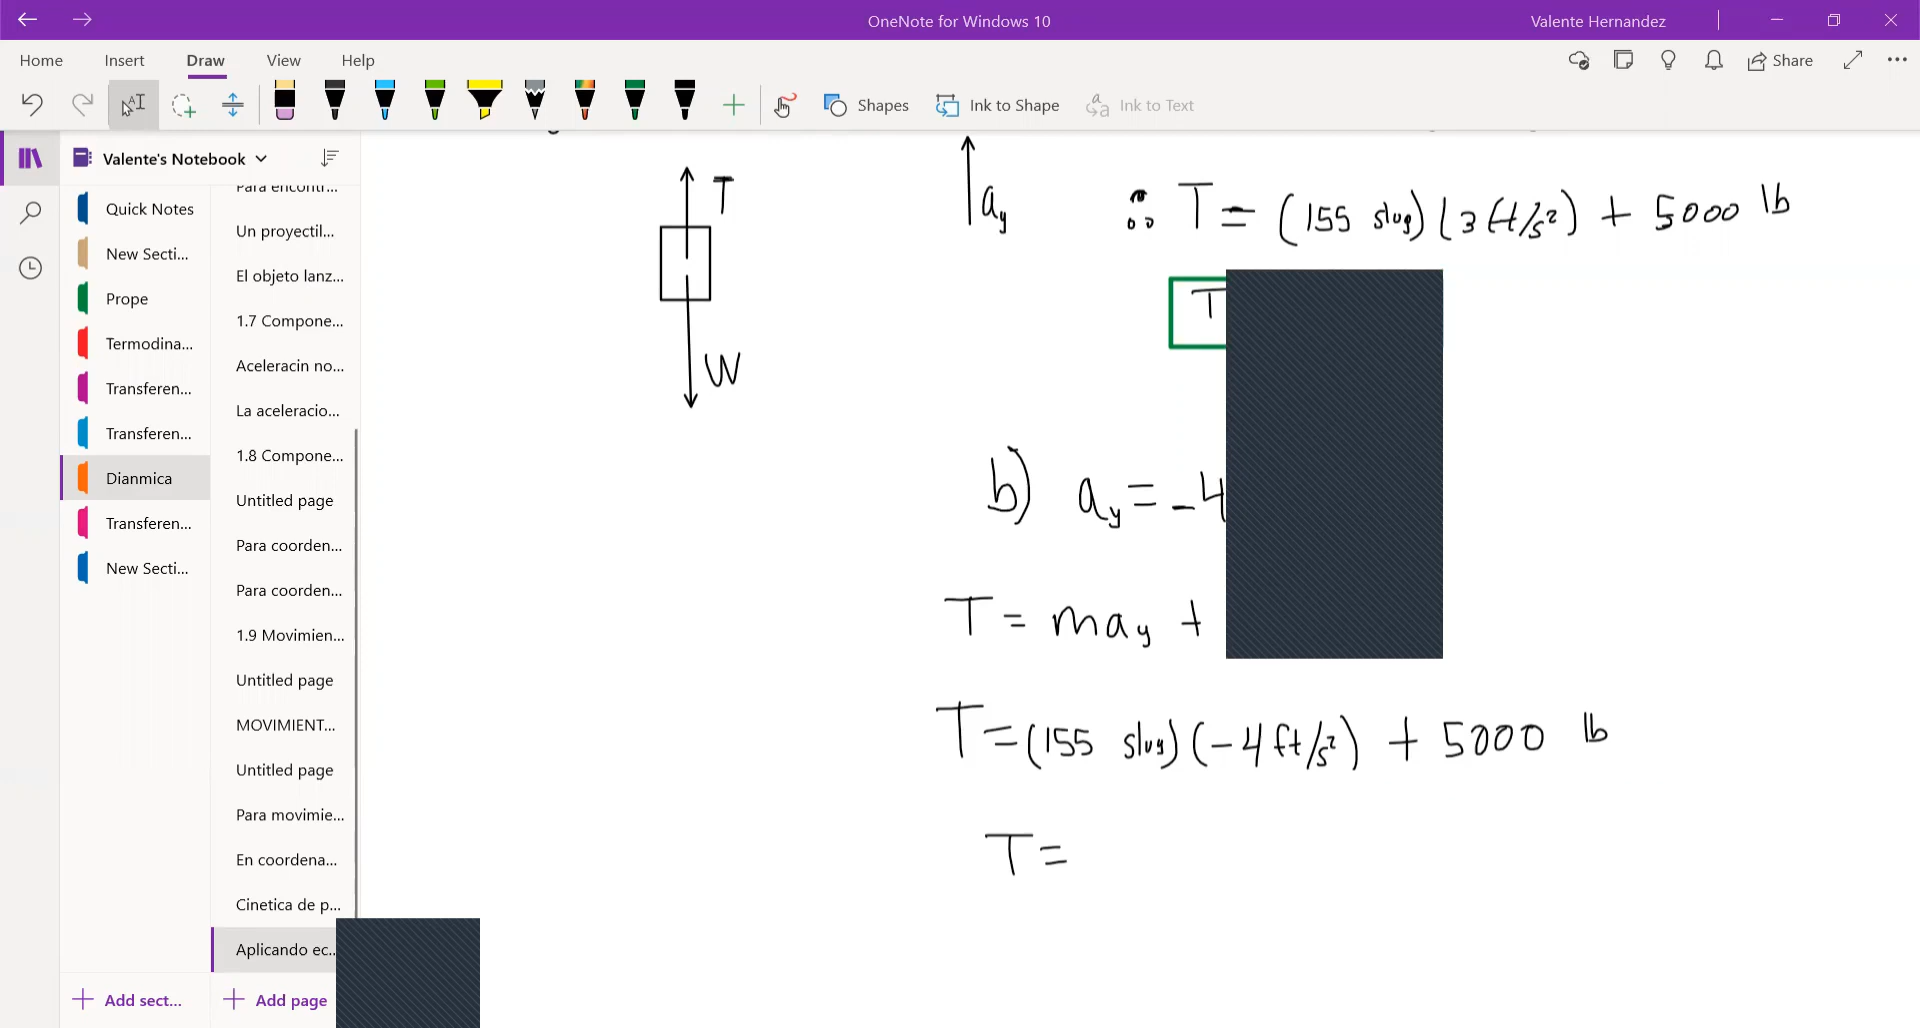 OneNote for Windows 10
Valente Hernandez
Home
Insert
Draw
View
Help
Share
Shapes
Ink to Shape
Ink to Text
Valente's Notebook
Quick Notes
New Secti...
Prope
Termodina...
Transferen...
Transferen...
Dianmica
Transferen...
New Secti...
Para encontr...
Un proyectil...
El objeto lanz...
1.7 Compone...
Aceleracin no...
La aceleracio...
1.8 Compone...
Untitled page
Para coorden...
Para coorden...
1.9 Movimien...
Untitled page
MOVIMIENT...
Untitled page
Para movimie...
En coordena...
Cinetica de p...
Aplicando ec...
Add sect...
Add page
T
W
ay
∴ T = (155 slug)(3 ft/s²) + 5000 lb
T
b) ay = -4
T = may +
T = (155 slug)(-4 ft/s²) + 5000 lb
T =